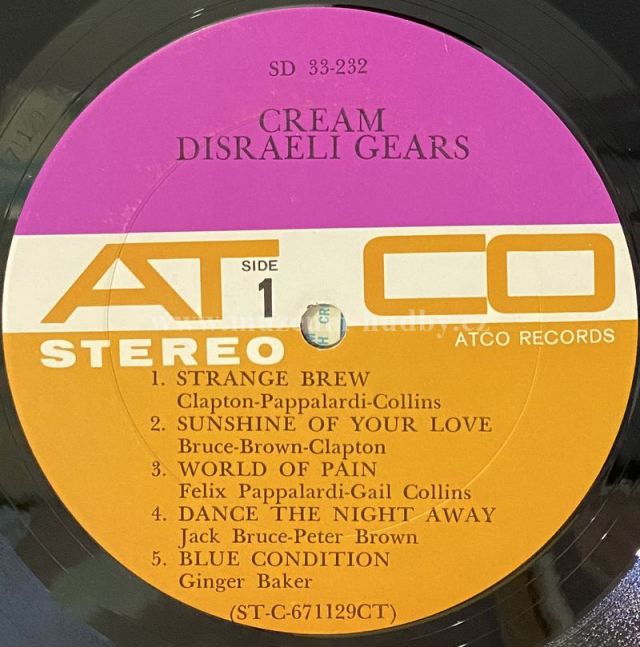 SD 33-232
CREAM
DISRAELI GEARS
ATCO
SIDE
1
STEREO
ATCO RECORDS
1. STRANGE BREW
Clapton-Pappalardi-Collins
2. SUNSHINE OF YOUR LOVE
Bruce-Brown-Clapton
3. WORLD OF PAIN
Felix Pappalardi-Gail Collins
4. DANCE THE NIGHT AWAY
Jack Bruce-Peter Brown
5. BLUE CONDITION
Ginger Baker
(ST-C-671129CT)